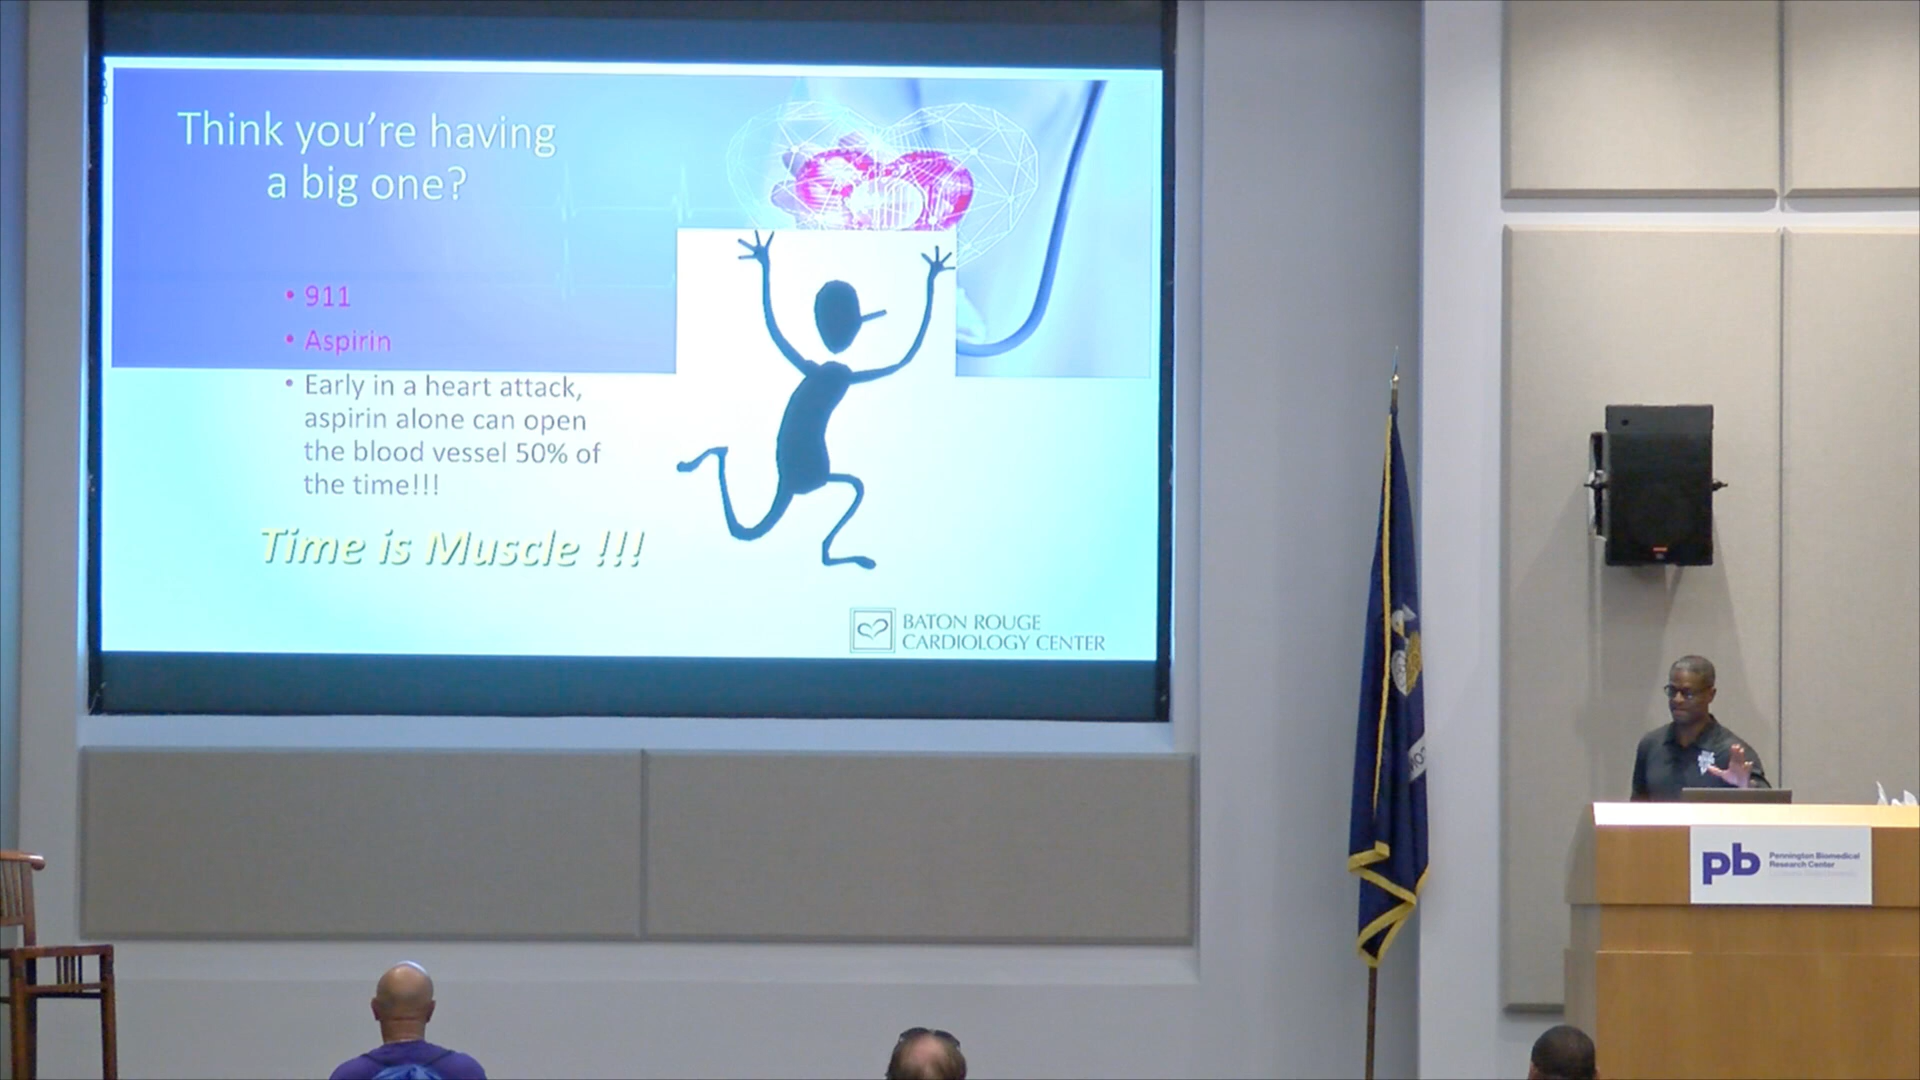 Think you're having
a big one?
• 911
• Aspirin
• Early in a heart attack,
aspirin alone can open
the blood vessel 50% of
the time!!!
Time is Muscle !!!
BATON ROUGE
CARDIOLOGY CENTER
pb
Pennington Biomedical
Research Center